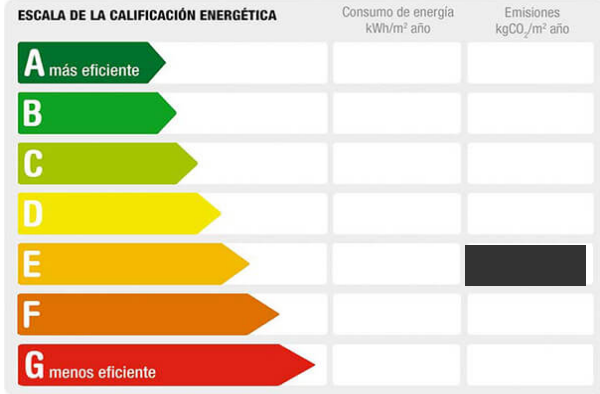 ESCALA DE LA CALIFICACIÓN ENERGÉTICA
Consumo de energía
kWh/m² año
Emisiones
kgCO₂/m² año
A más eficiente
B
C
D
E
F
G menos eficiente